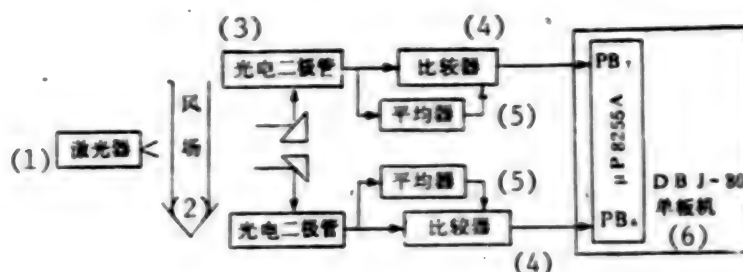 (3)
(4)
光电二极管
比较器
PB₇
风
场
平均器
(5)
(1)
激光器
(2)
μP8255A
平均器
(5)
DBJ-80
单板机
(6)
光电二极管
比较器
PB₆
(4)